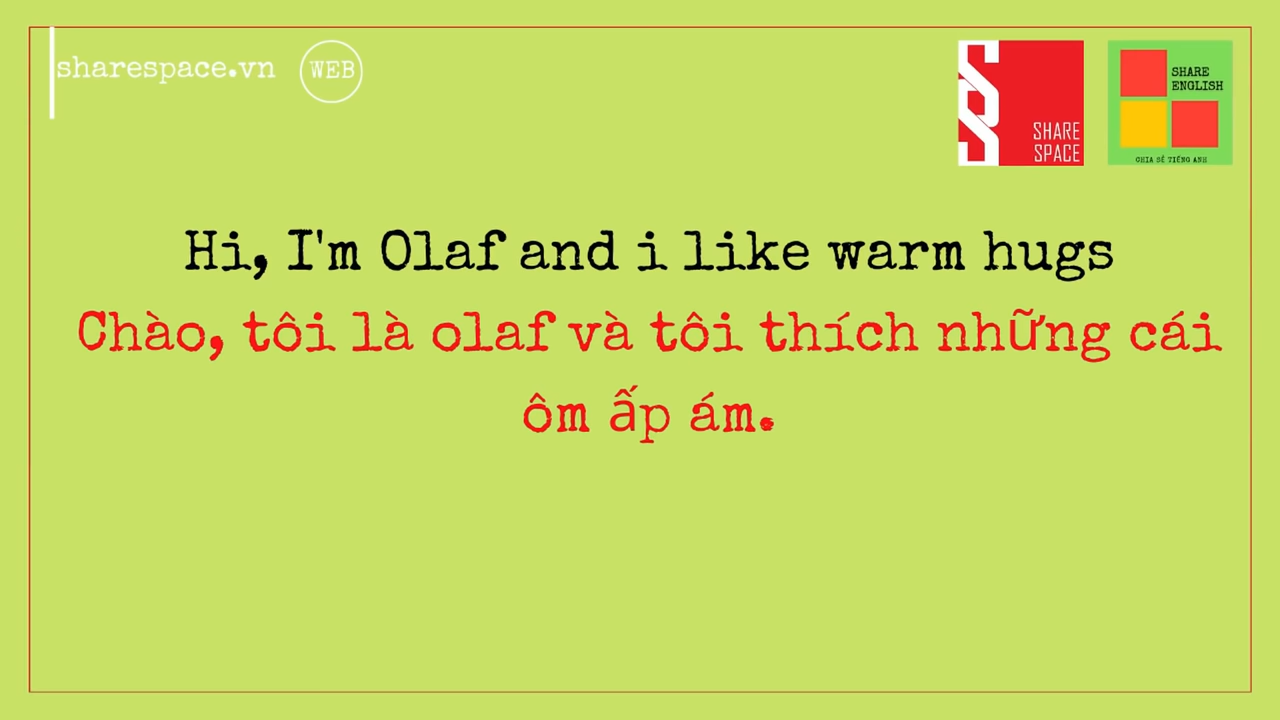 sharespace.vn WEB
SHARE
SPACE
SHARE
ENGLISH
CHIA SẺ TIẾNG ANH
Hi, I'm Olaf and i like warm hugs
Chào, tôi là olaf và tôi thích những cái
ôm ấp ám.